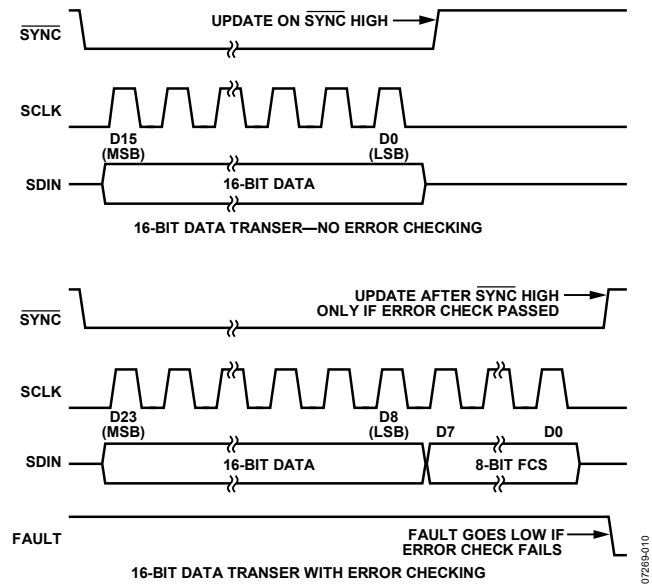 UPDATE ON SYNC HIGH
SYNC
SCLK
D15
(MSB)
D0
(LSB)
SDIN
16-BIT DATA
16-BIT DATA TRANSER—NO ERROR CHECKING
UPDATE AFTER SYNC HIGH
ONLY IF ERROR CHECK PASSED
SYNC
SCLK
D23
(MSB)
D8
(LSB)
D7
D0
SDIN
16-BIT DATA
8-BIT FCS
FAULT
FAULT GOES LOW IF
ERROR CHECK FAILS
16-BIT DATA TRANSER WITH ERROR CHECKING
07269-010